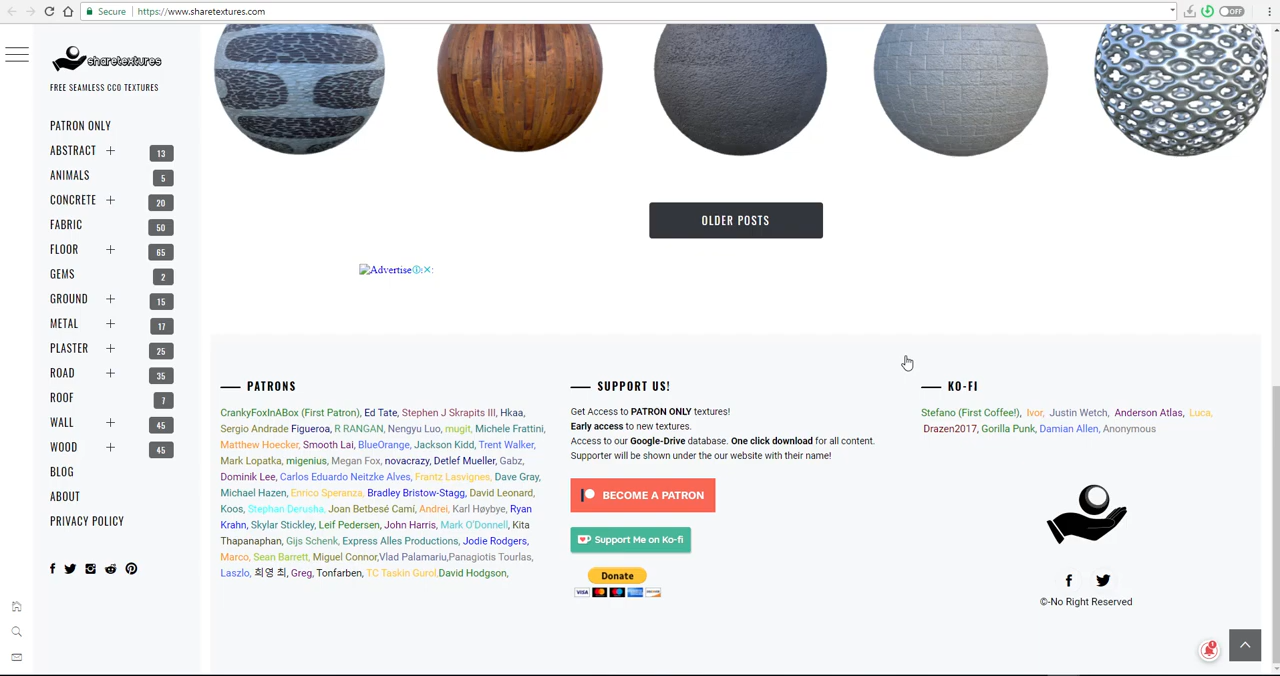 Secure https://www.sharetextures.com
OFF
sharetextures
FREE SEAMLESS CC0 TEXTURES
PATRON ONLY
ABSTRACT + 13
ANIMALS 5
CONCRETE + 20
FABRIC 50
FLOOR + 65
GEMS 2
GROUND + 15
METAL + 17
PLASTER + 25
ROAD + 35
ROOF 7
WALL + 45
WOOD + 45
BLOG
ABOUT
PRIVACY POLICY
OLDER POSTS
Advertise
PATRONS
CrankyFoxInABox (First Patron), Ed Tate, Stephen J Skrapits III, Hkaa,
Sergio Andrade Figueroa, R RANGAN, Nengyu Luo, mugit, Michele Frattini,
Matthew Hoecker, Smooth Lai, BlueOrange, Jackson Kidd, Trent Walker,
Mark Lopatka, migenius, Megan Fox, novacrazy, Detlef Mueller, Gabz,
Dominik Lee, Carlos Eduardo Neitzke Alves, Frantz Lasvignes, Dave Gray,
Michael Hazen, Enrico Speranza, Bradley Bristow-Stagg, David Leonard,
Koos, Stephan Derusha, Joan Betbesé Camí, Andrei, Karl Høybye, Ryan
Krahn, Skylar Stickley, Leif Pedersen, John Harris, Mark O'Donnell, Kita
Thapanaphan, Gijs Schenk, Express Alles Productions, Jodie Rodgers,
Marco, Sean Barrett, Miguel Connor,Vlad Palamariu,Panagiotis Tourlas,
Laszlo, 희영 최, Greg, Tonfarben, TC Taskin Gurol,David Hodgson,
SUPPORT US!
Get Access to PATRON ONLY textures!
Early access to new textures.
Access to our Google-Drive database. One click download for all content.
Supporter will be shown under the our website with their name!
BECOME A PATRON
Support Me on Ko-fi
Donate
VISA
KO-FI
Stefano (First Coffee!), Ivor, Justin Wetch, Anderson Atlas, Luca,
Drazen2017, Gorilla Punk, Damian Allen, Anonymous
©-No Right Reserved